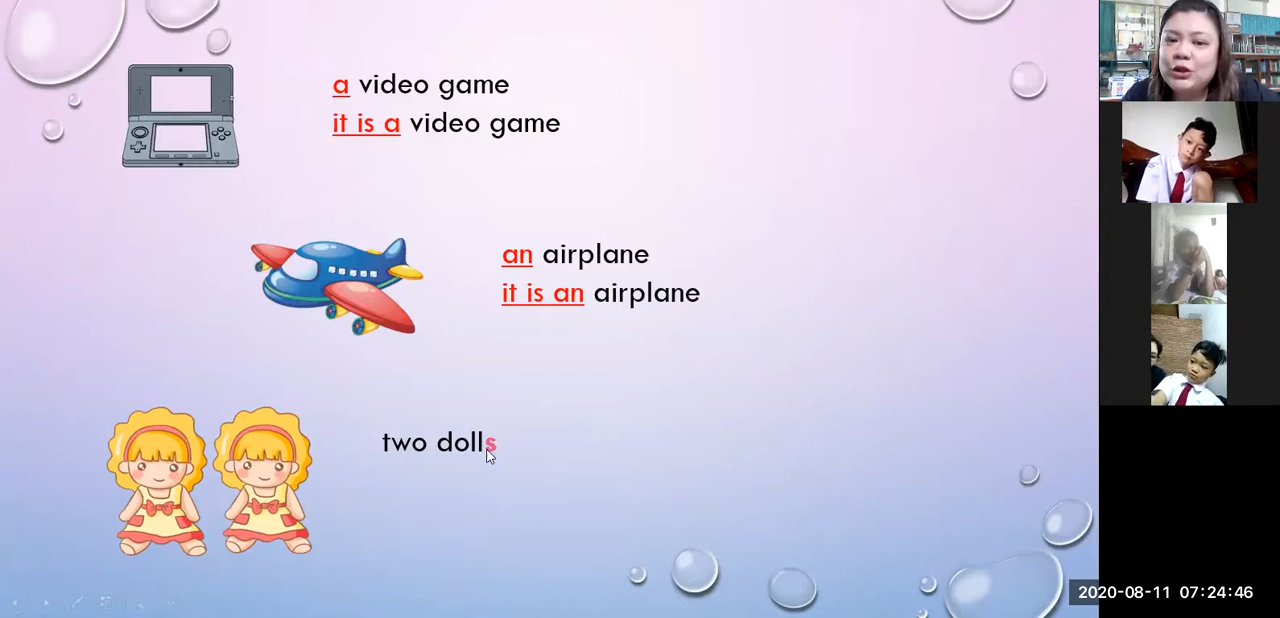 a video game
it is a video game
an airplane
it is an airplane
two dolls
2020-08-11 07:24:46